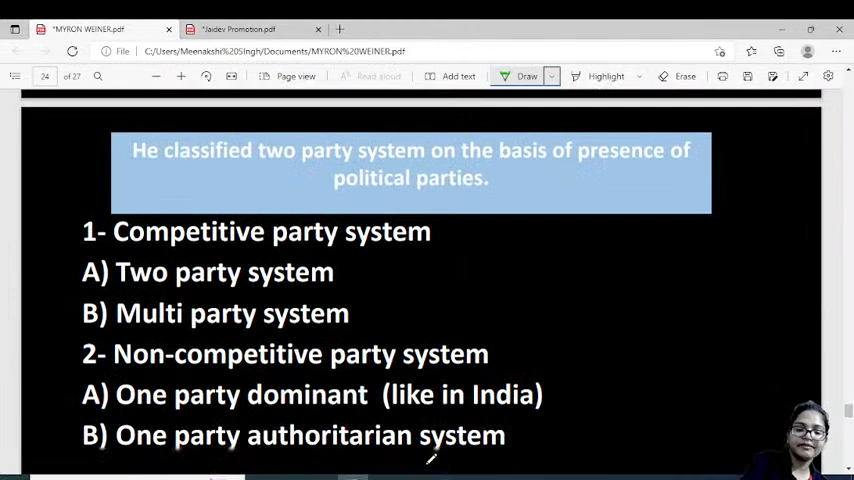 *MYRON WEINER.pdf
*Jaidev Promotion.pdf
File
C:/Users/Meenakshi%20SIngh/Documents/MYRON%20WEINER.pdf
24 of 27
Page view
Read aloud
Add text
Draw
Highlight
Erase
He classified two party system on the basis of presence of
political parties.
1- Competitive party system
A) Two party system
B) Multi party system
2- Non-competitive party system
A) One party dominant (like in India)
B) One party authoritarian system